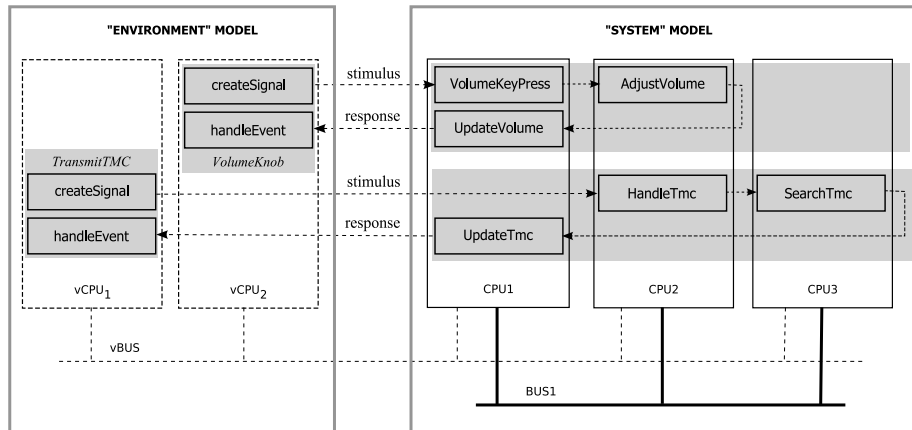 "ENVIRONMENT" MODEL
"SYSTEM" MODEL
createSignal
stimulus
VolumeKeyPress
AdjustVolume
handleEvent
response
UpdateVolume
TransmitTMC
VolumeKnob
createSignal
stimulus
HandleTmc
SearchTmc
handleEvent
response
UpdateTmc
vCPU1
vCPU2
CPU1
CPU2
CPU3
vBUS
BUS1